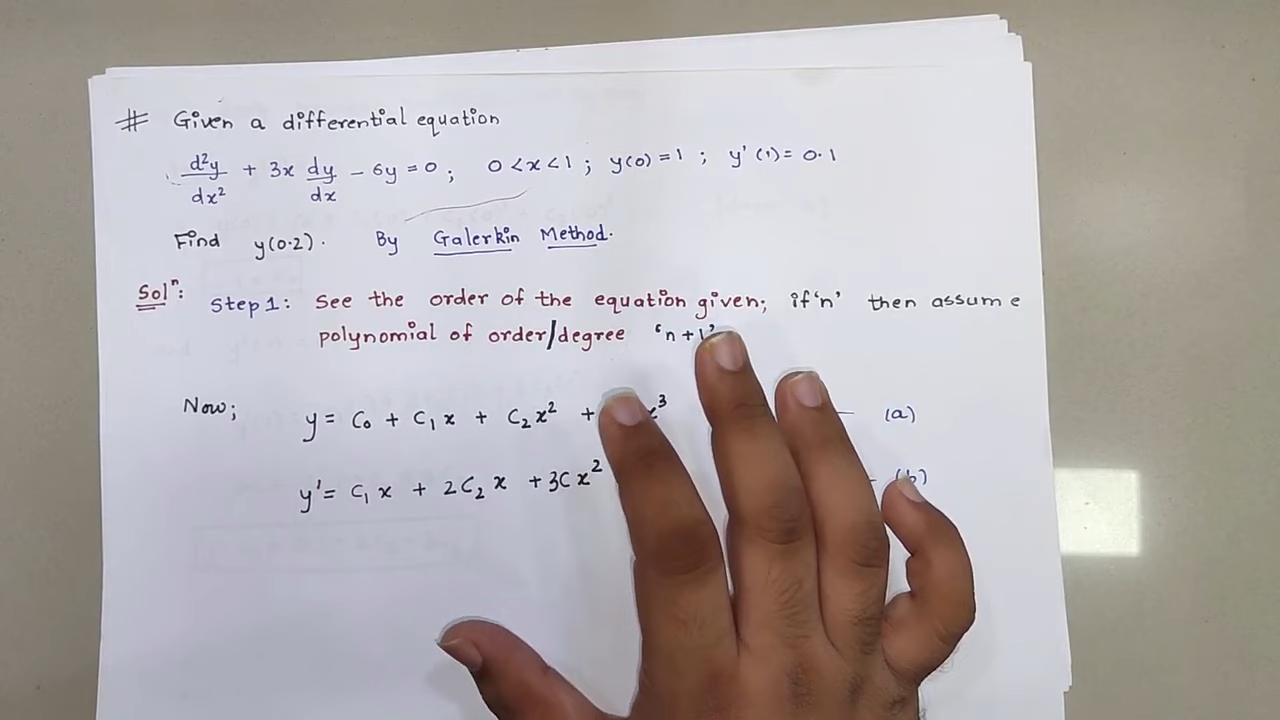 # Given a differential equation
d²y/dx² + 3x dy/dx - 6y = 0 ; 0 < x < 1 ; y(0) = 1 ; y'(1) = 0.1
Find y(0.2). By Galerkin Method.
Solⁿ: Step 1: See the order of the equation given; if 'n' then assume
polynomial of order/degree 'n+1'
Now; y = C₀ + C₁x + C₂x² + x³ — (a)
y' = C₁x + 2C₂x + 3Cx² — (b)